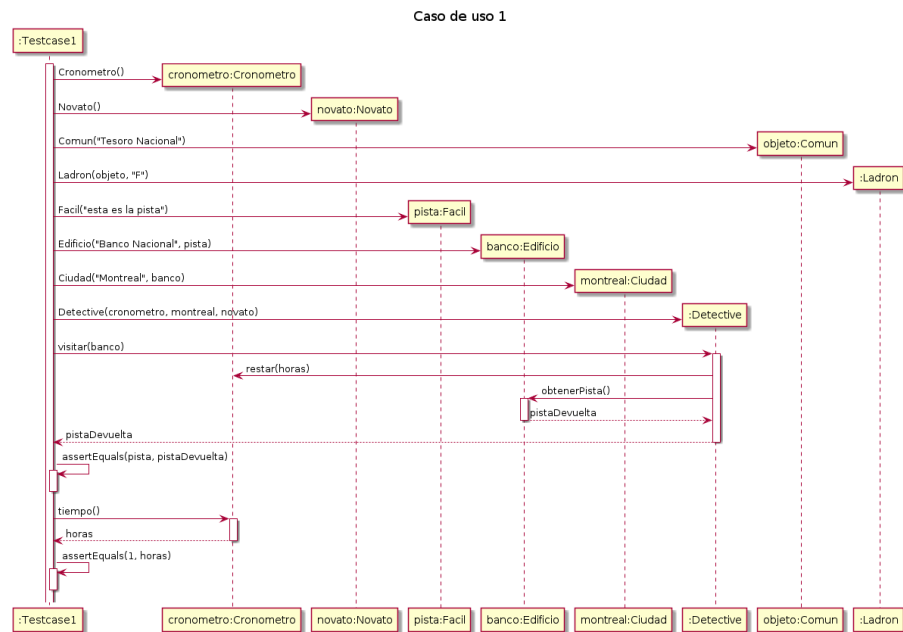 Caso de uso 1
:Testcase1
Cronometro()
cronometro:Cronometro
Novato()
novato:Novato
Comun("Tesoro Nacional")
objeto:Comun
Ladron(objeto, "F")
:Ladron
Facil("esta es la pista")
pista:Facil
Edificio("Banco Nacional", pista)
banco:Edificio
Ciudad("Montreal", banco)
montreal:Ciudad
Detective(cronometro, montreal, novato)
:Detective
visitar(banco)
restar(horas)
obtenerPista()
pistaDevuelta
pistaDevuelta
assertEquals(pista, pistaDevuelta)
tiempo()
horas
assertEquals(1, horas)
:Testcase1 cronometro:Cronometro novato:Novato pista:Facil banco:Edificio montreal:Ciudad :Detective objeto:Comun :Ladron